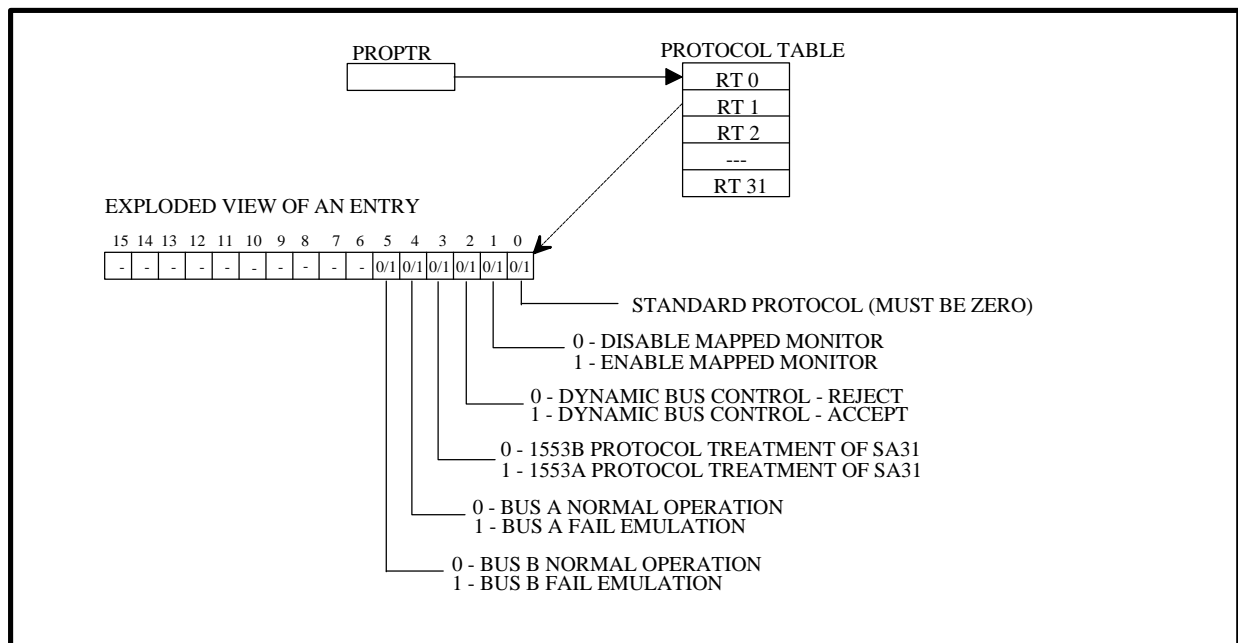 PROPTR
PROTOCOL TABLE
RT 0
RT 1
RT 2
---
RT 31
EXPLODED VIEW OF AN ENTRY
15 14 13 12 11 10 9 8 7 6 5 4 3 2 1 0
- - - - - - - - - - 0/1 0/1 0/1 0/1 0/1 0/1
STANDARD PROTOCOL (MUST BE ZERO)
0 - DISABLE MAPPED MONITOR
1 - ENABLE MAPPED MONITOR
0 - DYNAMIC BUS CONTROL - REJECT
1 - DYNAMIC BUS CONTROL - ACCEPT
0 - 1553B PROTOCOL TREATMENT OF SA31
1 - 1553A PROTOCOL TREATMENT OF SA31
0 - BUS A NORMAL OPERATION
1 - BUS A FAIL EMULATION
0 - BUS B NORMAL OPERATION
1 - BUS B FAIL EMULATION